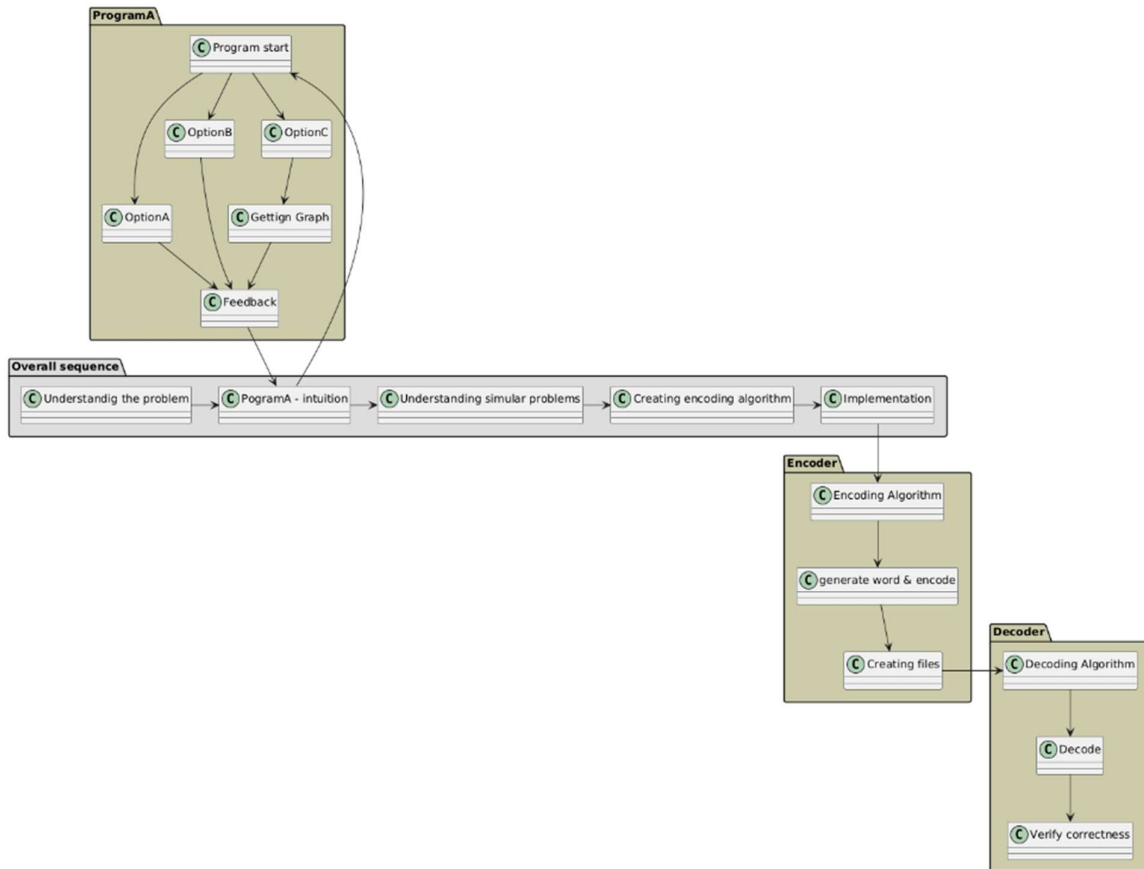 ProgramA
C Program start
C OptionB
C OptionC
C OptionA
C Gettign Graph
C Feedback
Overall sequence
C Understandig the problem
C PogramA - intuition
C Understanding simular problems
C Creating encoding algorithm
C Implementation
Encoder
C Encoding Algorithm
C generate word & encode
C Creating files
Decoder
C Decoding Algorithm
C Decode
C Verify correctness